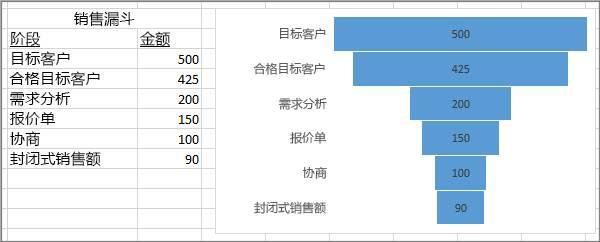 销售漏斗
阶段 金额
目标客户 500
合格目标客户 425
需求分析 200
报价单 150
协商 100
封闭式销售额 90
目标客户 500
合格目标客户 425
需求分析 200
报价单 150
协商 100
封闭式销售额 90